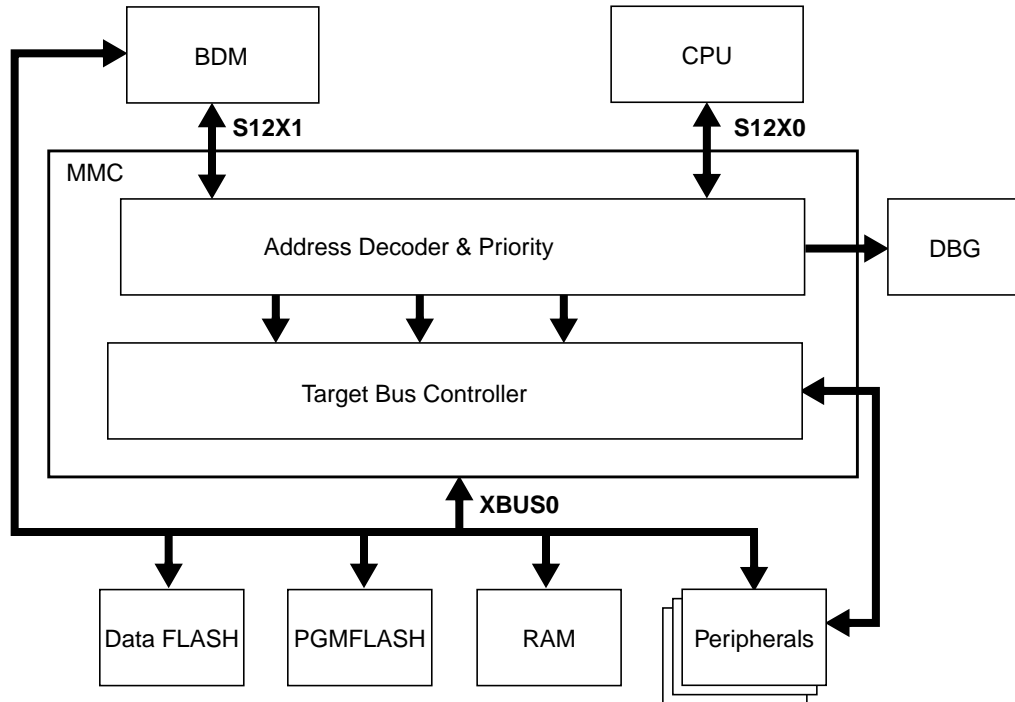 BDM
CPU
S12X1
S12X0
MMC
Address Decoder & Priority
DBG
Target Bus Controller
XBUS0
Data FLASH
PGMFLASH
RAM
Peripherals